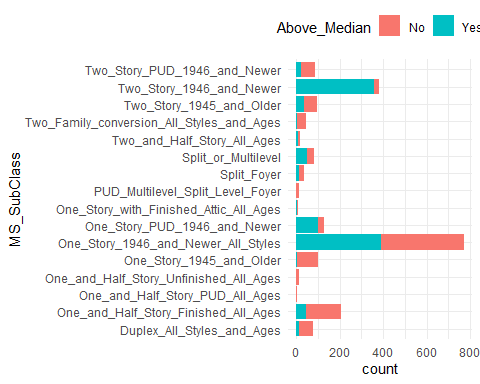 Above_Median No Yes
Two_Story_PUD_1946_and_Newer
Two_Story_1946_and_Newer
Two_Story_1945_and_Older
Two_Family_conversion_All_Styles_and_Ages
Two_and_Half_Story_All_Ages
Split_or_Multilevel
Split_Foyer
PUD_Multilevel_Split_Level_Foyer
One_Story_with_Finished_Attic_All_Ages
One_Story_PUD_1946_and_Newer
One_Story_1946_and_Newer_All_Styles
One_Story_1945_and_Older
One_and_Half_Story_Unfinished_All_Ages
One_and_Half_Story_PUD_All_Ages
One_and_Half_Story_Finished_All_Ages
Duplex_All_Styles_and_Ages
MS_SubClass
0 200 400 600 800
count